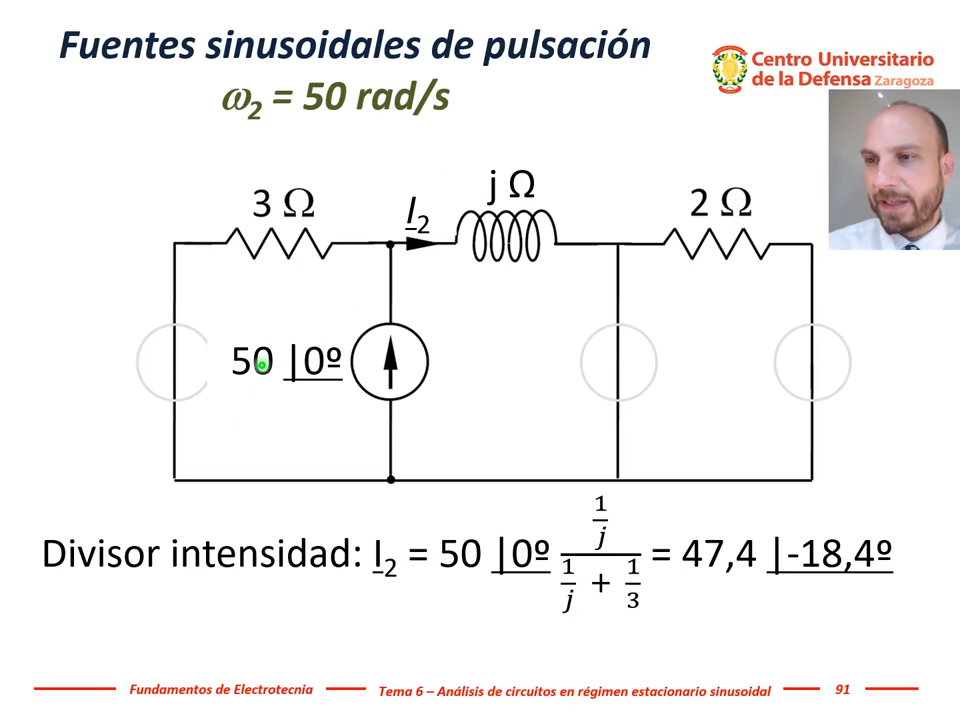 Fuentes sinusoidales de pulsación
ω2 = 50 rad/s
Centro Universitario
de la Defensa Zaragoza
3 Ω
I2
j Ω
2 Ω
50 |0º
Divisor intensidad: I2 = 50 |0º (1/j)/(1/j + 1/3) = 47,4 |-18,4º
Fundamentos de Electrotecnia
Tema 6 – Análisis de circuitos en régimen estacionario sinusoidal
91